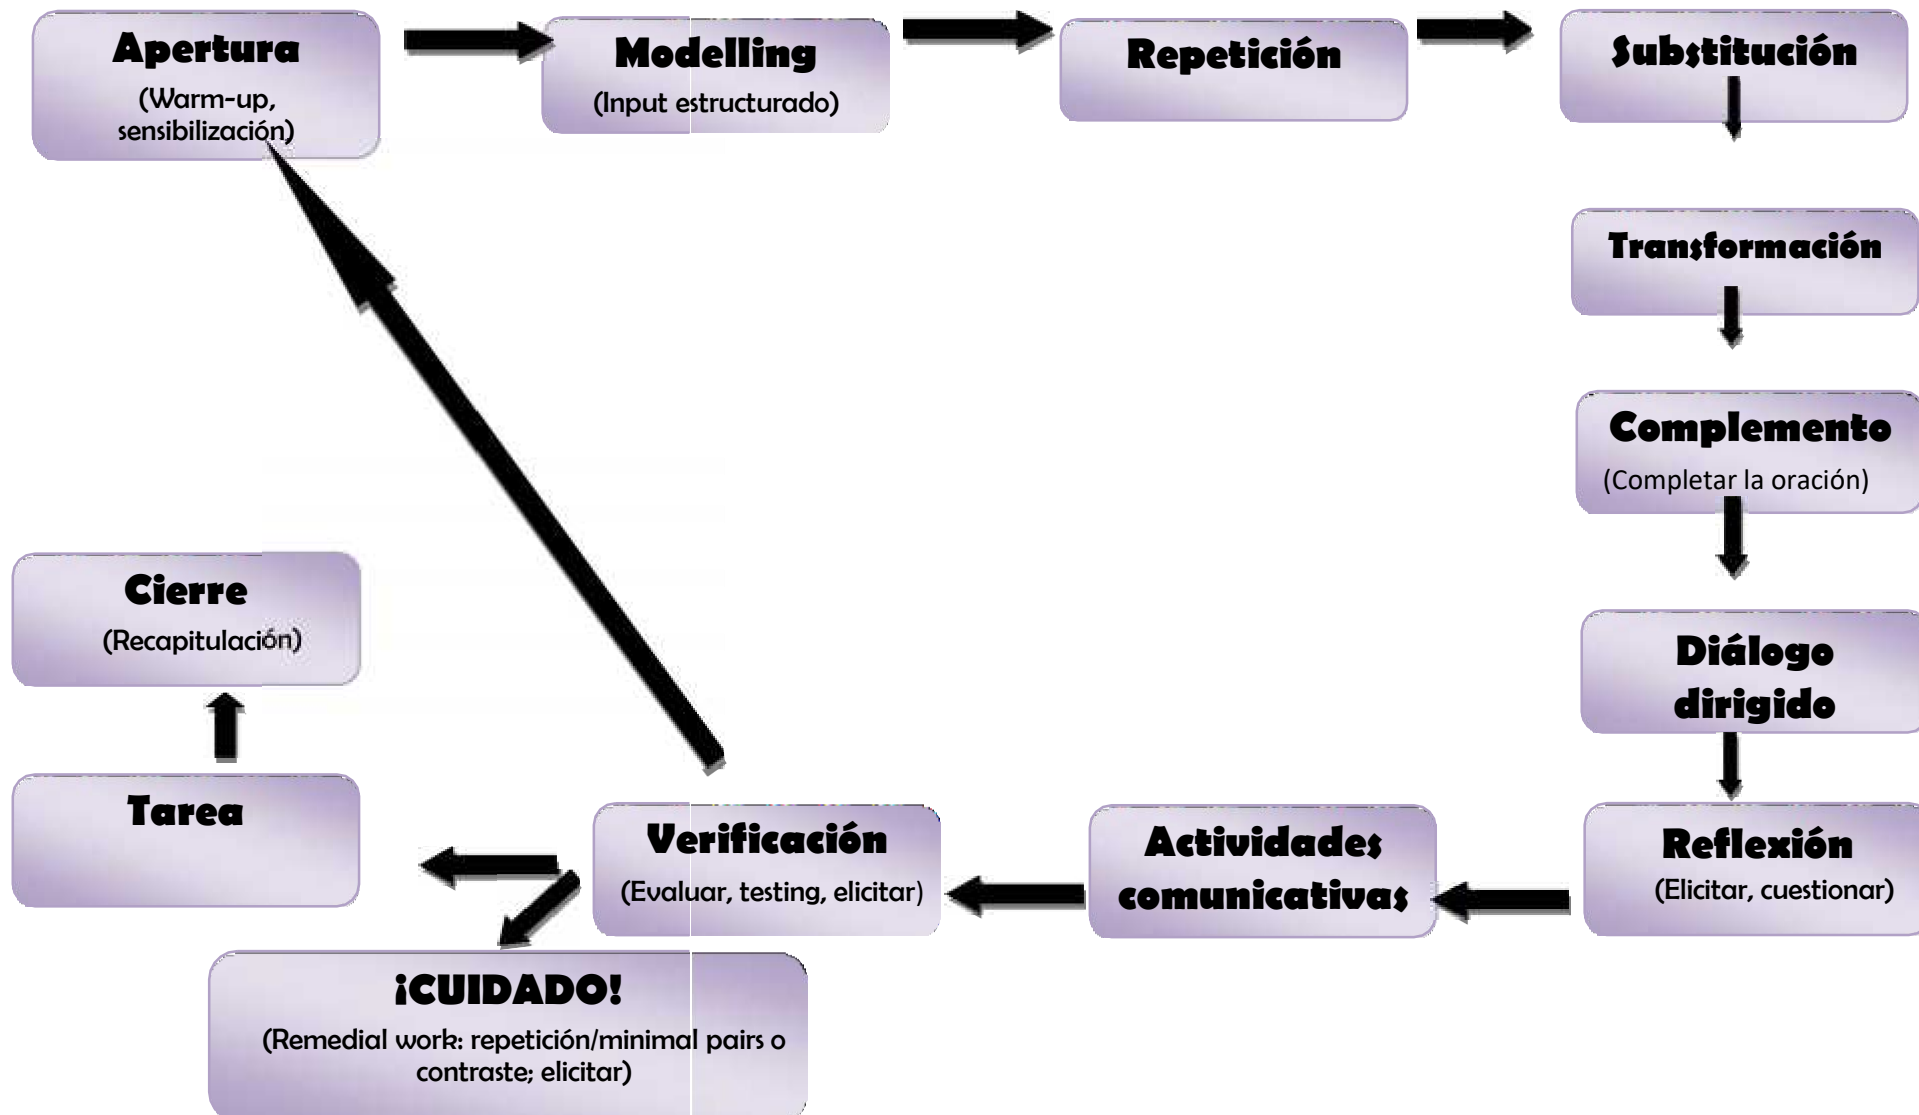 Apertura
(Warm-up,
sensibilización)
Modelling
(Input estructurado)
Repetición
Substitución
Transformación
Complemento
(Completar la oración)
Diálogo
dirigido
Reflexión
(Elicitar, cuestionar)
Actividades
comunicativas
Verificación
(Evaluar, testing, elicitar)
¡CUIDADO!
(Remedial work: repetición/minimal pairs o
contraste; elicitar)
Tarea
Cierre
(Recapitulación)